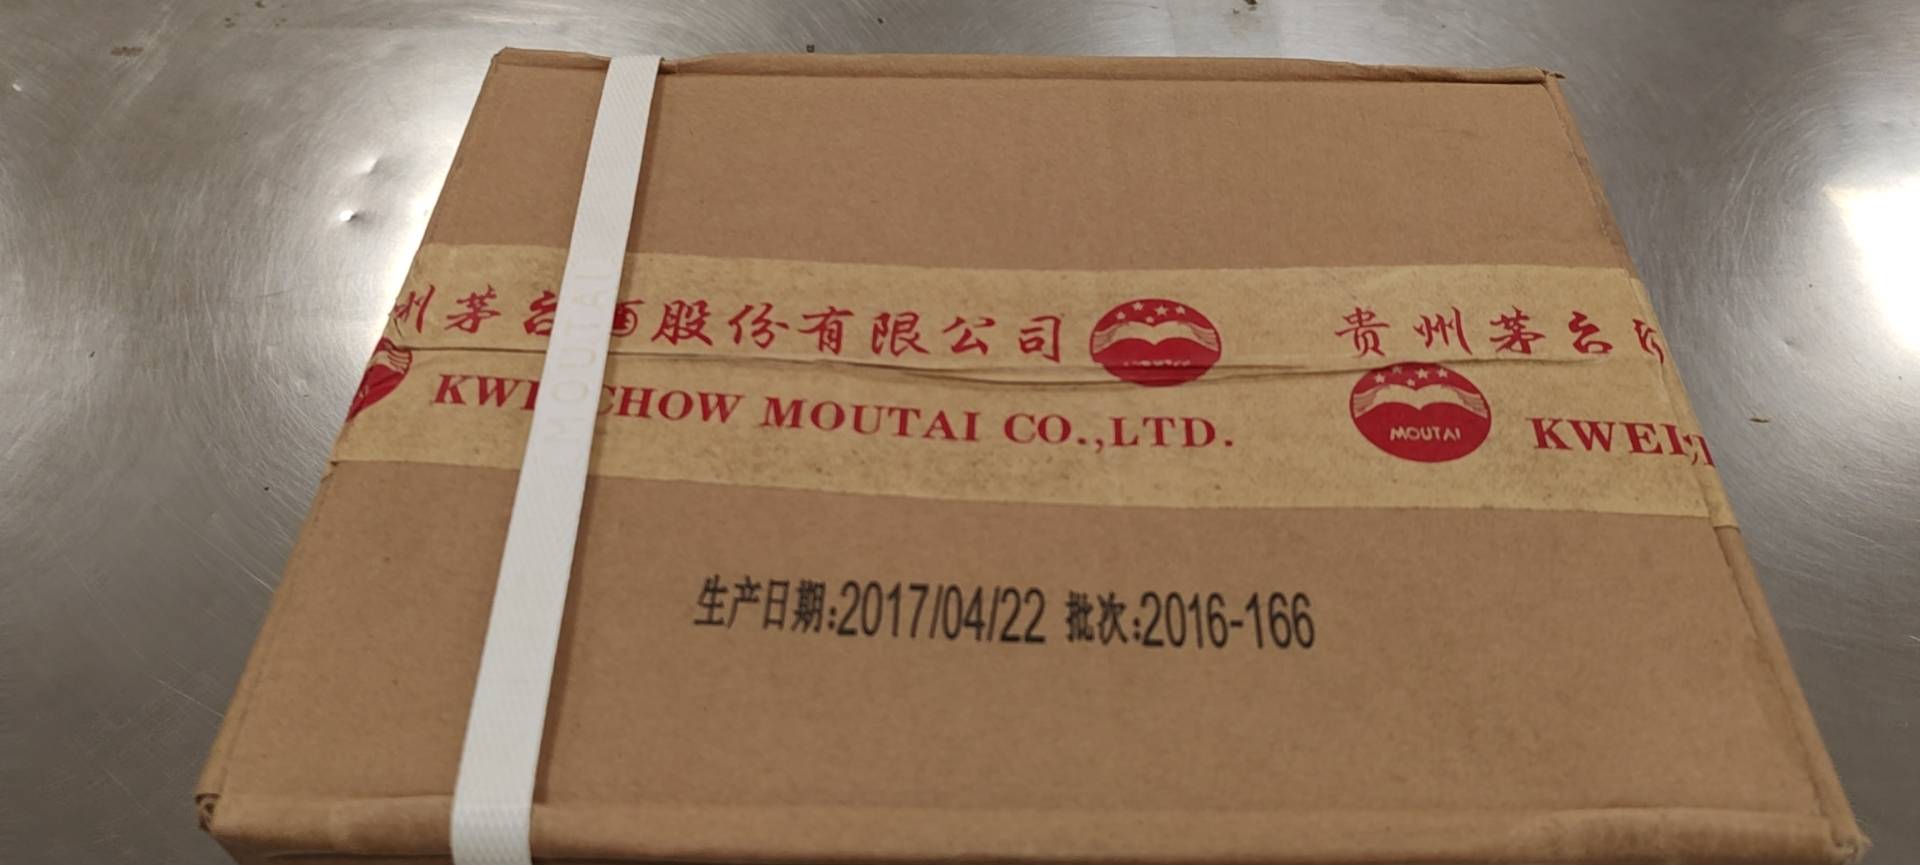 州茅台酒股份有限公司 贵州茅台
KWEICHOW MOUTAI CO.,LTD. MOUTAI KWEI
MOUTAI
生产日期:2017/04/22 批次:2016-166